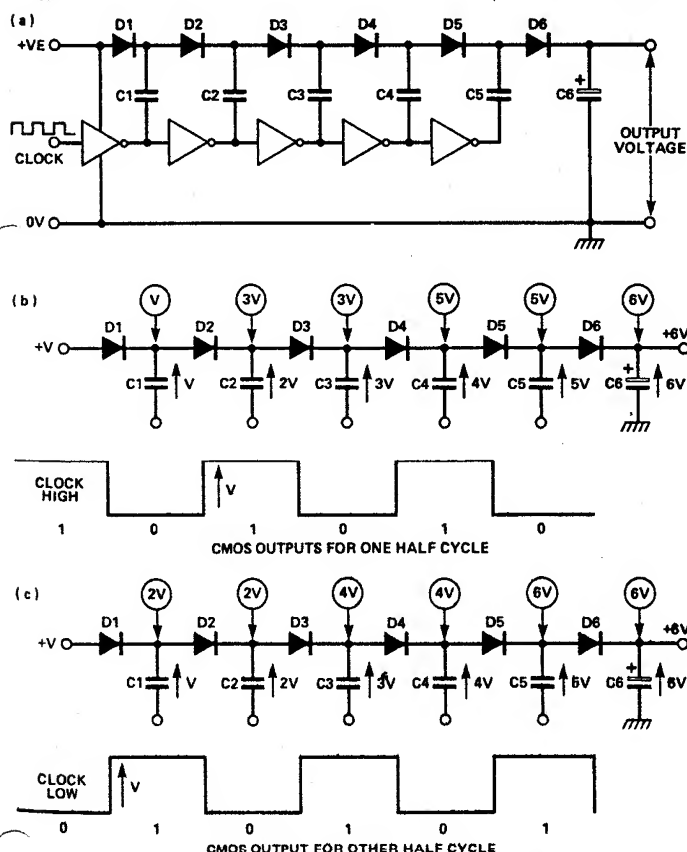 (a)
D1 D2 D3 D4 D5 D6
+VE
C1 C2 C3 C4 C5 C6 +
CLOCK
OUTPUT
VOLTAGE
0V
(b)
V 3V 3V 5V 5V 6V
D1 D2 D3 D4 D5 D6
+V +6V
C1 V C2 2V C3 3V C4 4V C5 5V C6 + 6V
CLOCK
HIGH
V
1 0 1 0 1 0
CMOS OUTPUTS FOR ONE HALF CYCLE
(c)
2V 2V 4V 4V 6V 6V
D1 D2 D3 D4 D5 D6
+V +6V
C1 V C2 2V C3 3V C4 4V C5 5V C6 + 6V
CLOCK
LOW
V
0 1 0 1 0 1
CMOS OUTPUT FOR OTHER HALF CYCLE